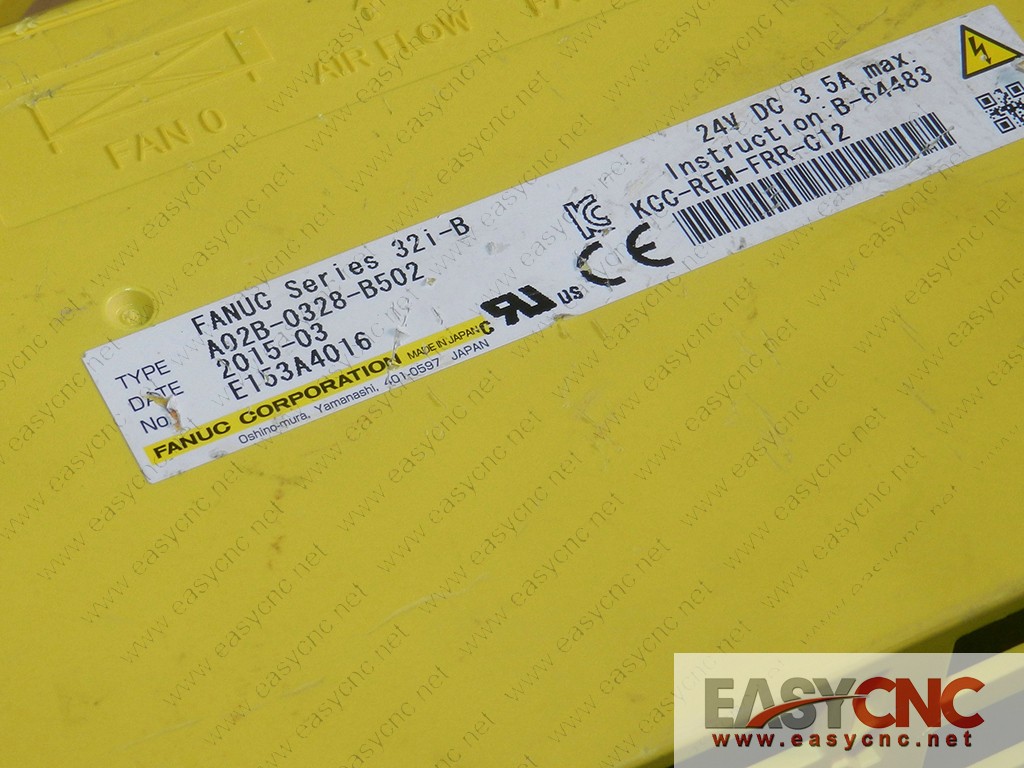 FAN 0
AIR FLOW
FANUC Series 32i-B
TYPE A02B-0328-B502
DATE 2015-03
No. E153A4016
FANUC CORPORATION MADE IN JAPAN
Oshino-mura, Yamanashi, 401-0597 JAPAN
C US
CE
24V DC 3.5A max.
Instruction:B-64483
KCC-REM-FRR-C12
EASYCNC
www.easycnc.net